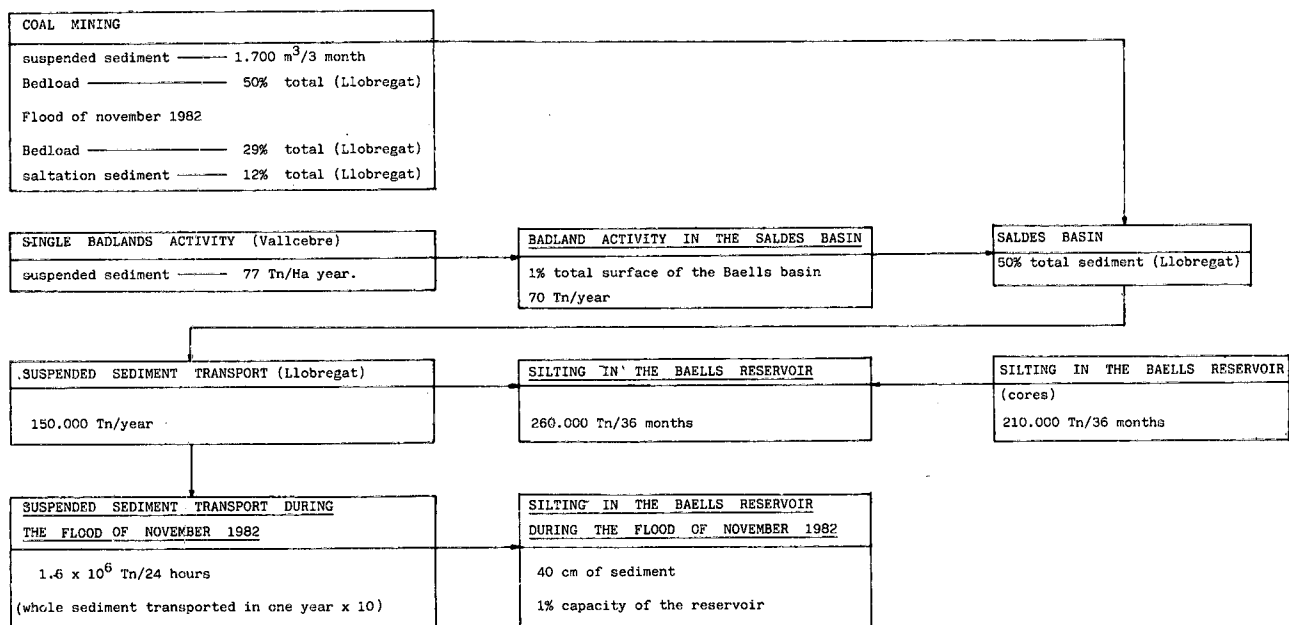 COAL MINING
suspended sediment —— 1.700 m³/3 month
Bedload —— 50% total (Llobregat)
Flood of november 1982
Bedload —— 29% total (Llobregat)
saltation sediment —— 12% total (Llobregat)
SINGLE BADLANDS ACTIVITY (Vallcebre)
suspended sediment —— 77 Tn/Ha year.
BADLAND ACTIVITY IN THE SALDES BASIN
1% total surface of the Baells basin
70 Tn/year
SALDES BASIN
50% total sediment (Llobregat)
SUSPENDED SEDIMENT TRANSPORT (Llobregat)
150.000 Tn/year
SILTING IN THE BAELLS RESERVOIR
260.000 Tn/36 months
SILTING IN THE BAELLS RESERVOIR
(cores)
210.000 Tn/36 months
SUSPENDED SEDIMENT TRANSPORT DURING
THE FLOOD OF NOVEMBER 1982
1.6 x 10⁶ Tn/24 hours
(whole sediment transported in one year x 10)
SILTING IN THE BAELLS RESERVOIR
DURING THE FLOOD OF NOVEMBER 1982
40 cm of sediment
1% capacity of the reservoir